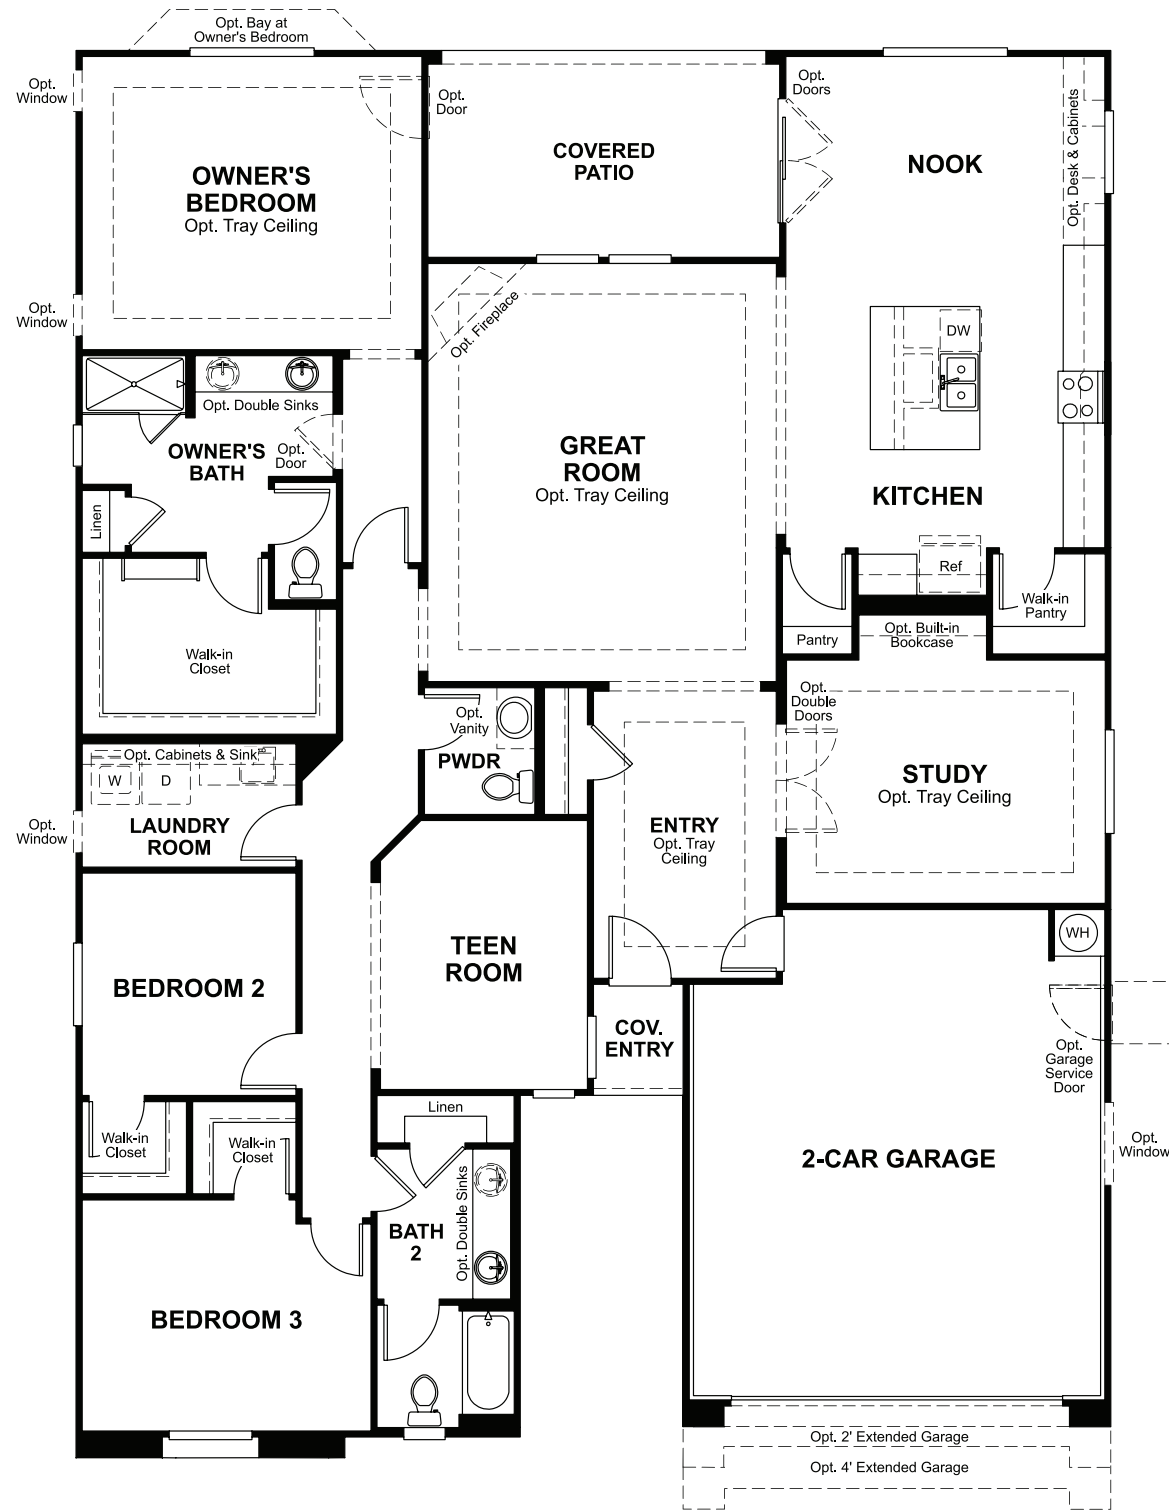 Opt. Bay at
Owner's Bedroom
Opt.
Window
Opt.
Door
OWNER'S
BEDROOM
Opt. Tray Ceiling
Opt.
Window
COVERED
PATIO
Opt.
Doors
NOOK
Opt. Desk & Cabinets
Opt. Fireplace
DW
Opt. Double Sinks
OWNER'S
BATH
Opt.
Door
GREAT
ROOM
Opt. Tray Ceiling
KITCHEN
Linen
Ref
Walk-in
Pantry
Pantry
Opt. Built-in
Bookcase
Walk-in
Closet
Opt.
Vanity
PWDR
Opt.
Double
Doors
Opt. Cabinets & Sink
W
D
STUDY
Opt. Tray Ceiling
Opt.
Window
LAUNDRY
ROOM
ENTRY
Opt. Tray
Ceiling
TEEN
ROOM
WH
BEDROOM 2
COV.
ENTRY
Opt.
Garage
Service
Door
Linen
Walk-in
Closet
Walk-in
Closet
2-CAR GARAGE
Opt.
Window
Opt. Double Sinks
BATH
2
BEDROOM 3
Opt. 2' Extended Garage
Opt. 4' Extended Garage